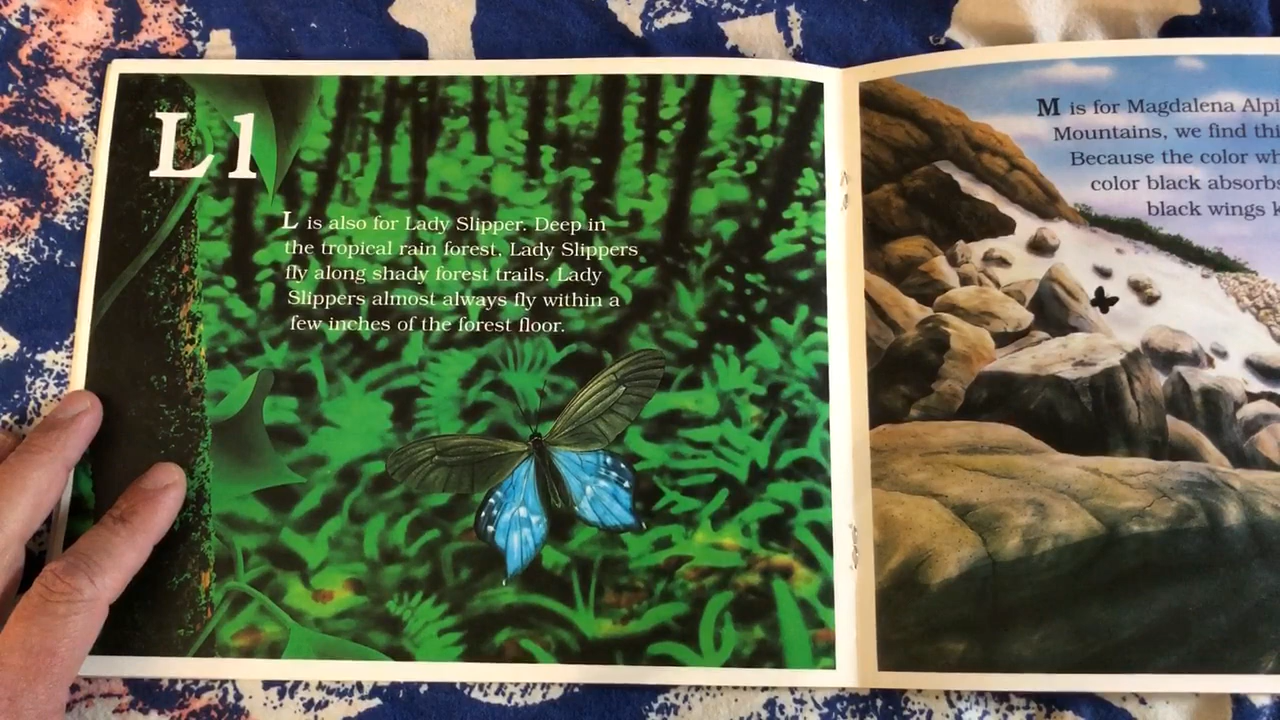 L l
L is also for Lady Slipper. Deep in
the tropical rain forest, Lady Slippers
fly along shady forest trails. Lady
Slippers almost always fly within a
few inches of the forest floor.
M is for Magdalena
Mountains, we find
Because the color
color black
black wings